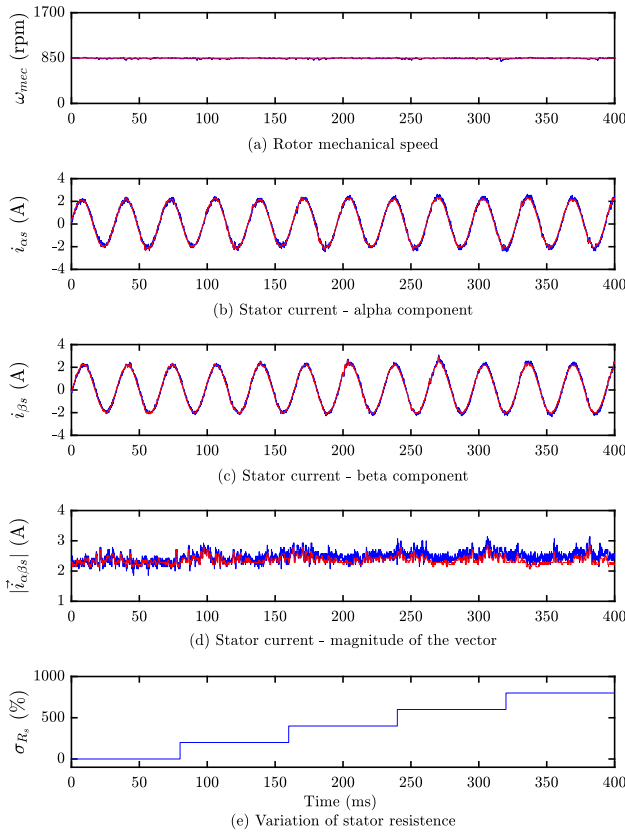 1700
850
0
ω_mec (rpm)
0 50 100 150 200 250 300 350 400
(a) Rotor mechanical speed
4
2
0
−2
−4
i_αs (A)
0 50 100 150 200 250 300 350 400
(b) Stator current - alpha component
4
2
0
−2
−4
i_βs (A)
0 50 100 150 200 250 300 350 400
(c) Stator current - beta component
4
3
2
1
|i⃗_αβs| (A)
0 50 100 150 200 250 300 350 400
(d) Stator current - magnitude of the vector
1000
500
0
σ_R_s (%)
0 50 100 150 200 250 300 350 400
Time (ms)
(e) Variation of stator resistence